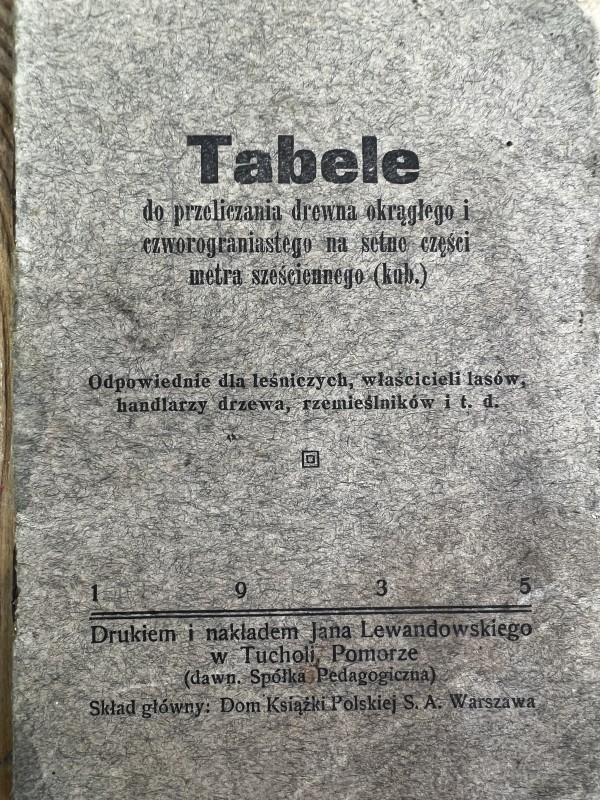 Tabele
do przeliczania drewna okrągłego i
czworograniastego na setne części
metra sześciennego (kub.)
Odpowiednie dla leśniczych, właścicieli lasów,
handlarzy drzewa, rzemieślników i t. d.
1 9 3 5
Drukiem i nakładem Jana Lewandowskiego
w Tucholi, Pomorze
(dawn. Spółka Pedagogiczna)
Skład główny: Dom Książki Polskiej S. A. Warszawa